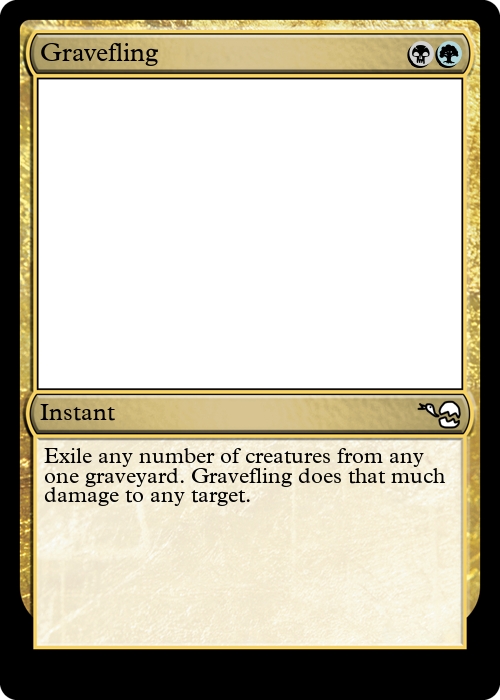 Gravefling
Instant
Exile any number of creatures from any
one graveyard. Gravefling does that much
damage to any target.